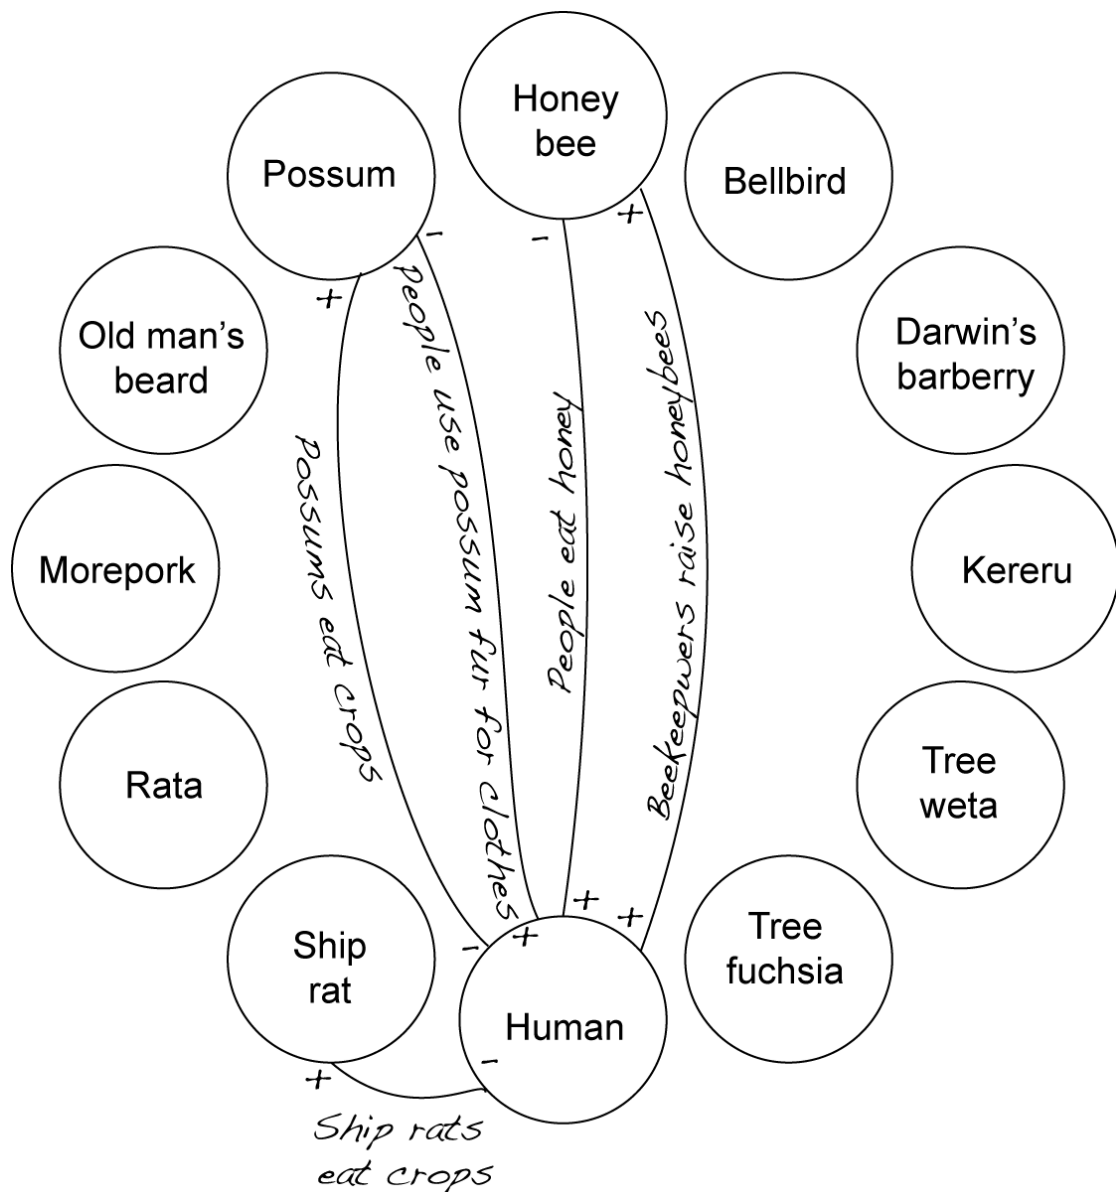 Honey
bee
Possum
Bellbird
+
-
-
+
Old man's
beard
Darwin's
barberry
Possums eat crops
People use possum fur for clothes
People eat honey
Beekeepwers raise honeybees
Morepork
Kereru
Rata
Tree
weta
Ship
rat
Tree
fuchsia
-
+
+
+
Human
+
-
Ship rats
eat crops